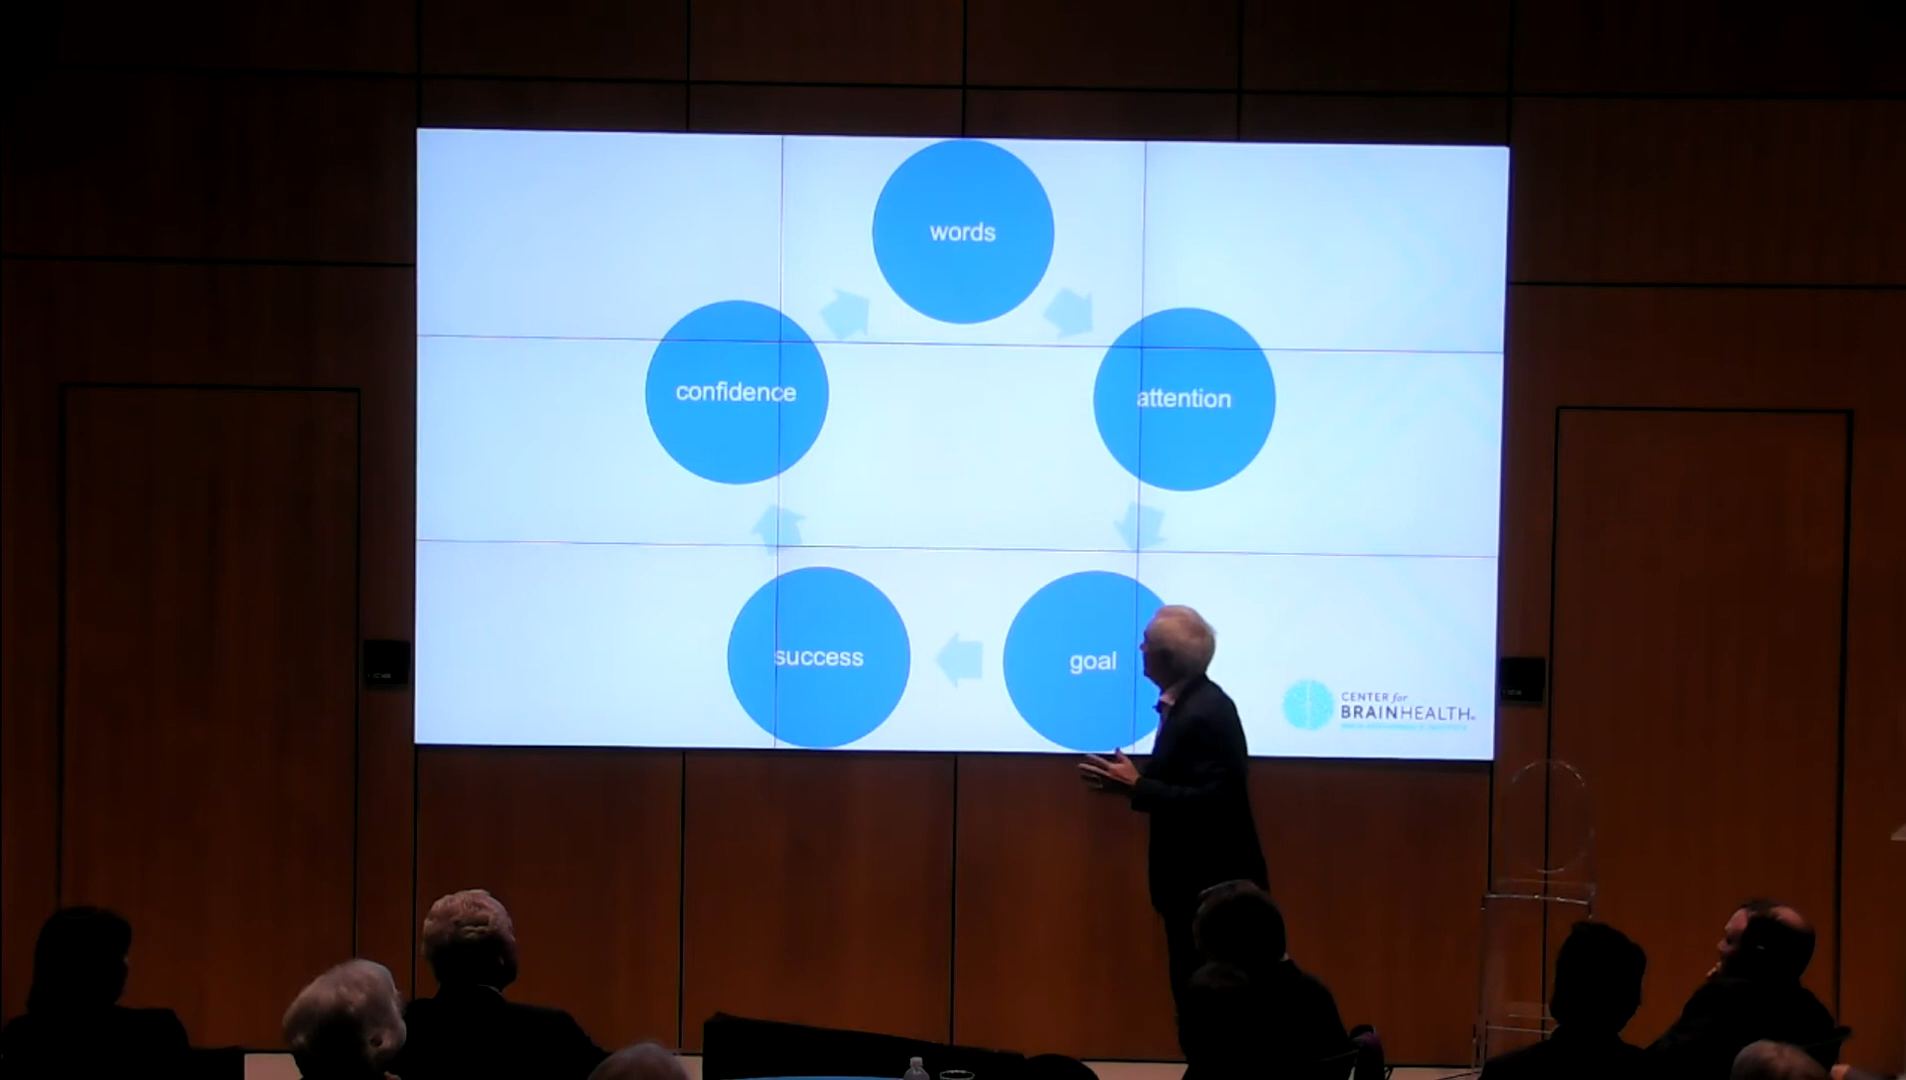 words
confidence
attention
success
goal
CENTER for
BRAINHEALTH